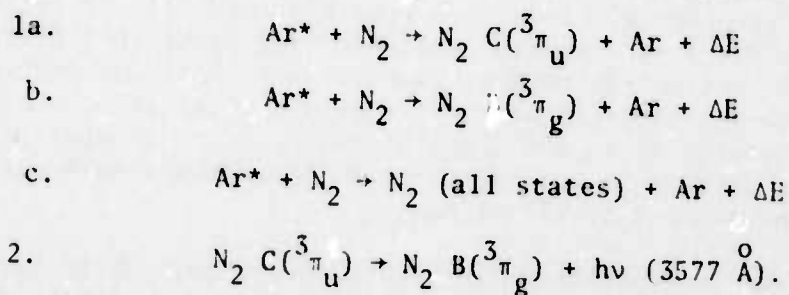 1a. Ar* + N₂ → N₂ C(³π_u) + Ar + ΔE
b. Ar* + N₂ → N₂ (³π_g) + Ar + ΔE
c. Ar* + N₂ → N₂ (all states) + Ar + ΔE
2. N₂ C(³π_u) → N₂ B(³π_g) + hν (3577 Å).